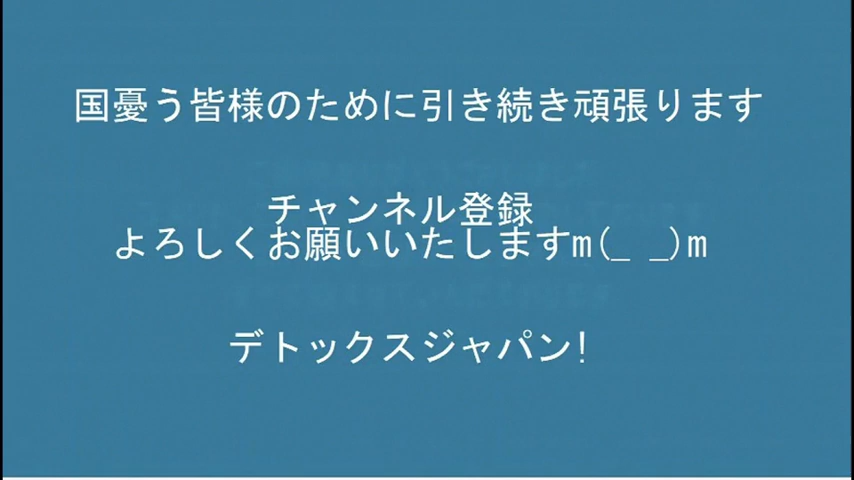 国憂う皆様のために引き続き頑張ります
チャンネル登録
よろしくお願いいたしますm(_ _)m
デトックスジャパン!